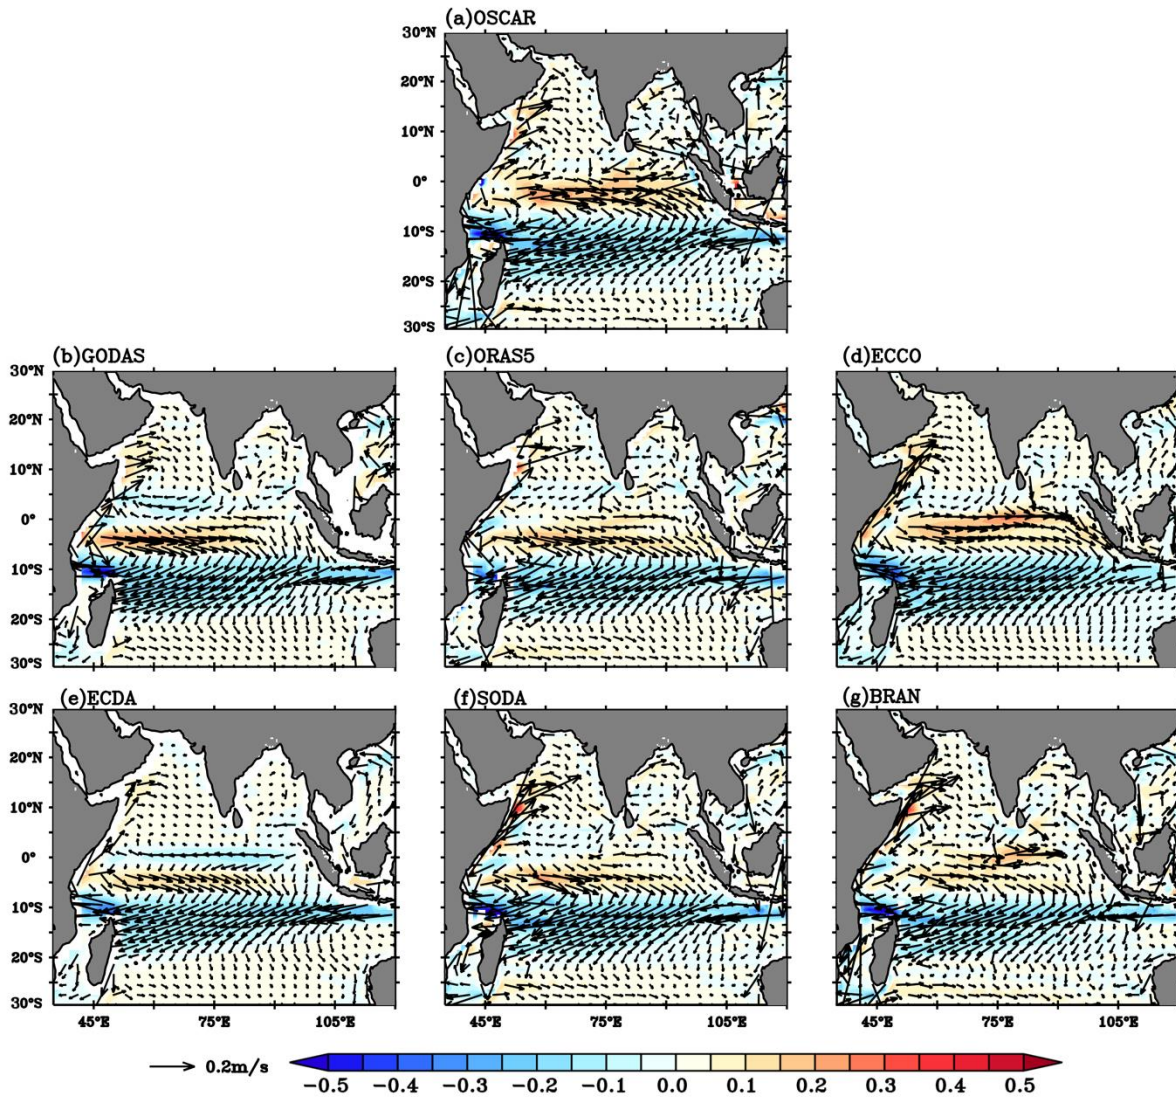 (a)OSCAR
30°N
20°N
10°N
0°
10°S
20°S
30°S
(b)GODAS (c)ORAS5 (d)ECCO
30°N
20°N
10°N
0°
10°S
20°S
30°S
(e)ECDA (f)SODA (g)BRAN
30°N
20°N
10°N
0°
10°S
20°S
30°S
45°E 75°E 105°E 45°E 75°E 105°E 45°E 75°E 105°E
0.2m/s
-0.5 -0.4 -0.3 -0.2 -0.1 0.0 0.1 0.2 0.3 0.4 0.5